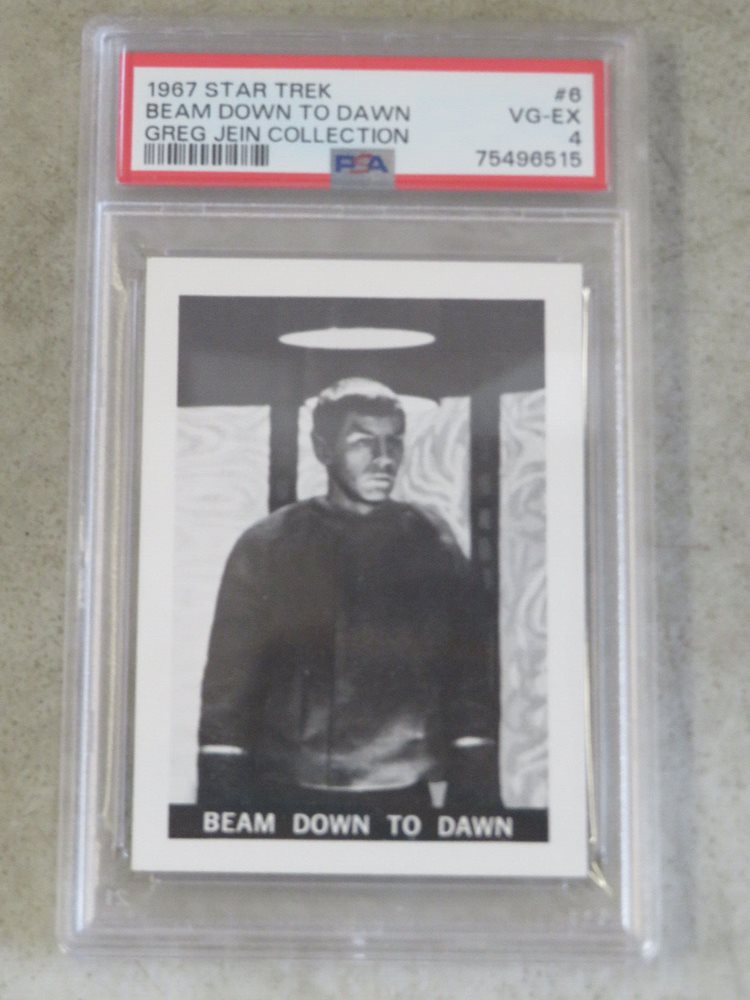 1967 STAR TREK #6
BEAM DOWN TO DAWN VG-EX
GREG JEIN COLLECTION 4
PSA 75496515
BEAM DOWN TO DAWN